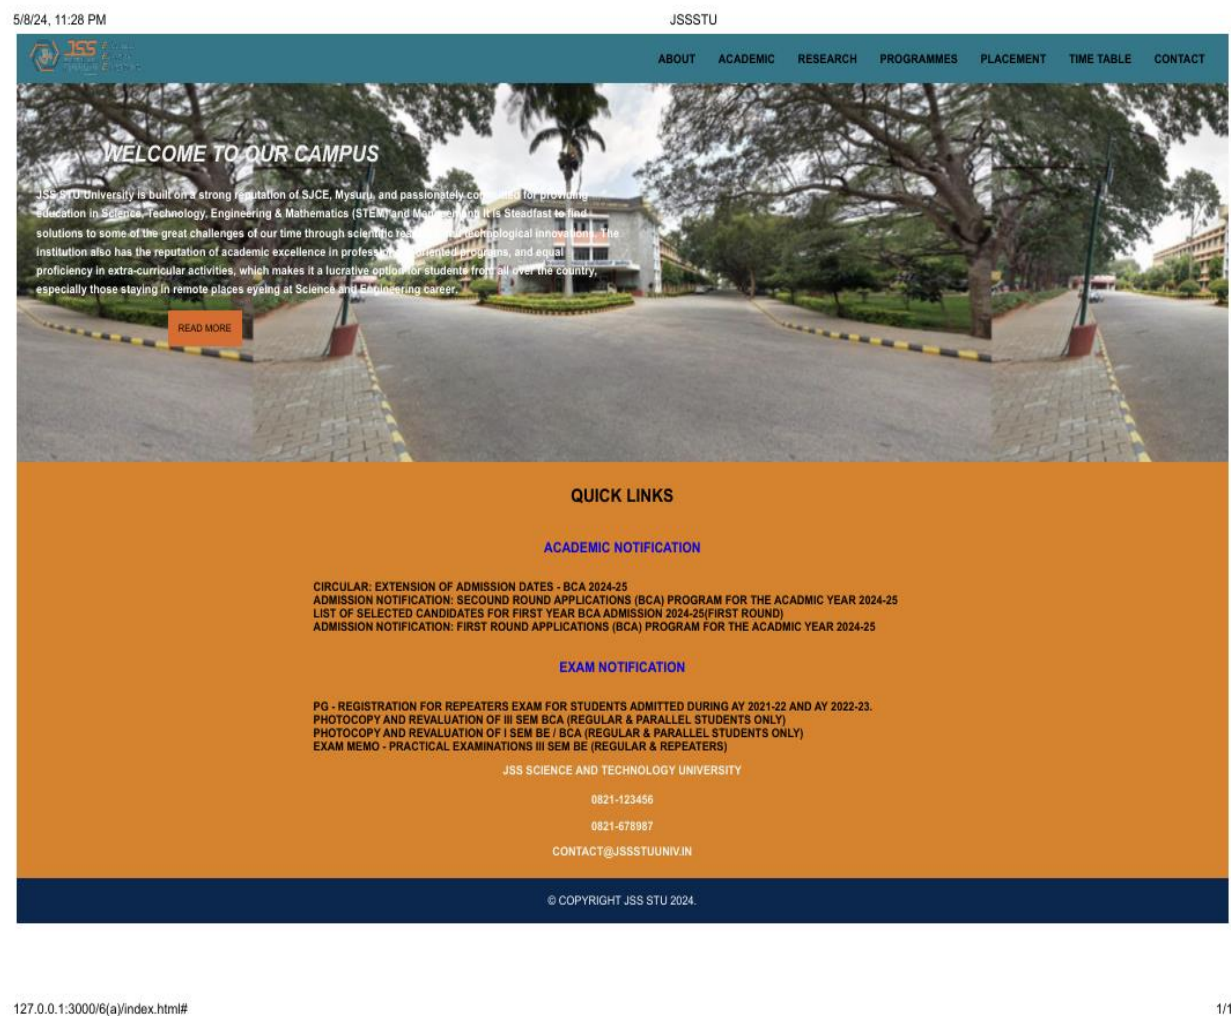 5/8/24, 11:28 PM JSSSTU
JSS
ABOUT ACADEMIC RESEARCH PROGRAMMES PLACEMENT TIME TABLE CONTACT
WELCOME TO OUR CAMPUS
JSS STU University is built on a strong reputation of SJCE, Mysuru, and passionately for providing
education in Science, Technology, Engineering & Mathematics (STEM) and It is Steadfast to find
solutions to some of the great challenges of our time through scientific technological innovations. The
institution also has the reputation of academic excellence in programs, and equal
proficiency in extra-curricular activities, which makes it a lucrative option for students from all over the country,
especially those staying in remote places eyeing at Science and Engineering career.
READ MORE
QUICK LINKS
ACADEMIC NOTIFICATION
CIRCULAR: EXTENSION OF ADMISSION DATES - BCA 2024-25
ADMISSION NOTIFICATION: SECOUND ROUND APPLICATIONS (BCA) PROGRAM FOR THE ACADMIC YEAR 2024-25
LIST OF SELECTED CANDIDATES FOR FIRST YEAR BCA ADMISSION 2024-25(FIRST ROUND)
ADMISSION NOTIFICATION: FIRST ROUND APPLICATIONS (BCA) PROGRAM FOR THE ACADMIC YEAR 2024-25
EXAM NOTIFICATION
PG - REGISTRATION FOR REPEATERS EXAM FOR STUDENTS ADMITTED DURING AY 2021-22 AND AY 2022-23.
PHOTOCOPY AND REVALUATION OF III SEM BCA (REGULAR & PARALLEL STUDENTS ONLY)
PHOTOCOPY AND REVALUATION OF I SEM BE / BCA (REGULAR & PARALLEL STUDENTS ONLY)
EXAM MEMO - PRACTICAL EXAMINATIONS III SEM BE (REGULAR & REPEATERS)
JSS SCIENCE AND TECHNOLOGY UNIVERSITY
0821-123456
0821-678987
CONTACT@JSSSTUUNIV.IN
© COPYRIGHT JSS STU 2024.
127.0.0.1:3000/6(a)/index.html# 1/1